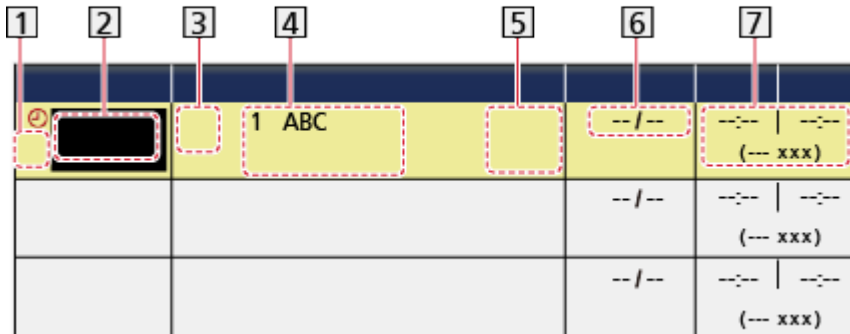 1 2 3 4 5 6 7
1 ABC --/-- --:-- | --:--
(--- xxx)
--/-- --:-- | --:--
(--- xxx)
--/-- --:-- | --:--
(--- xxx)